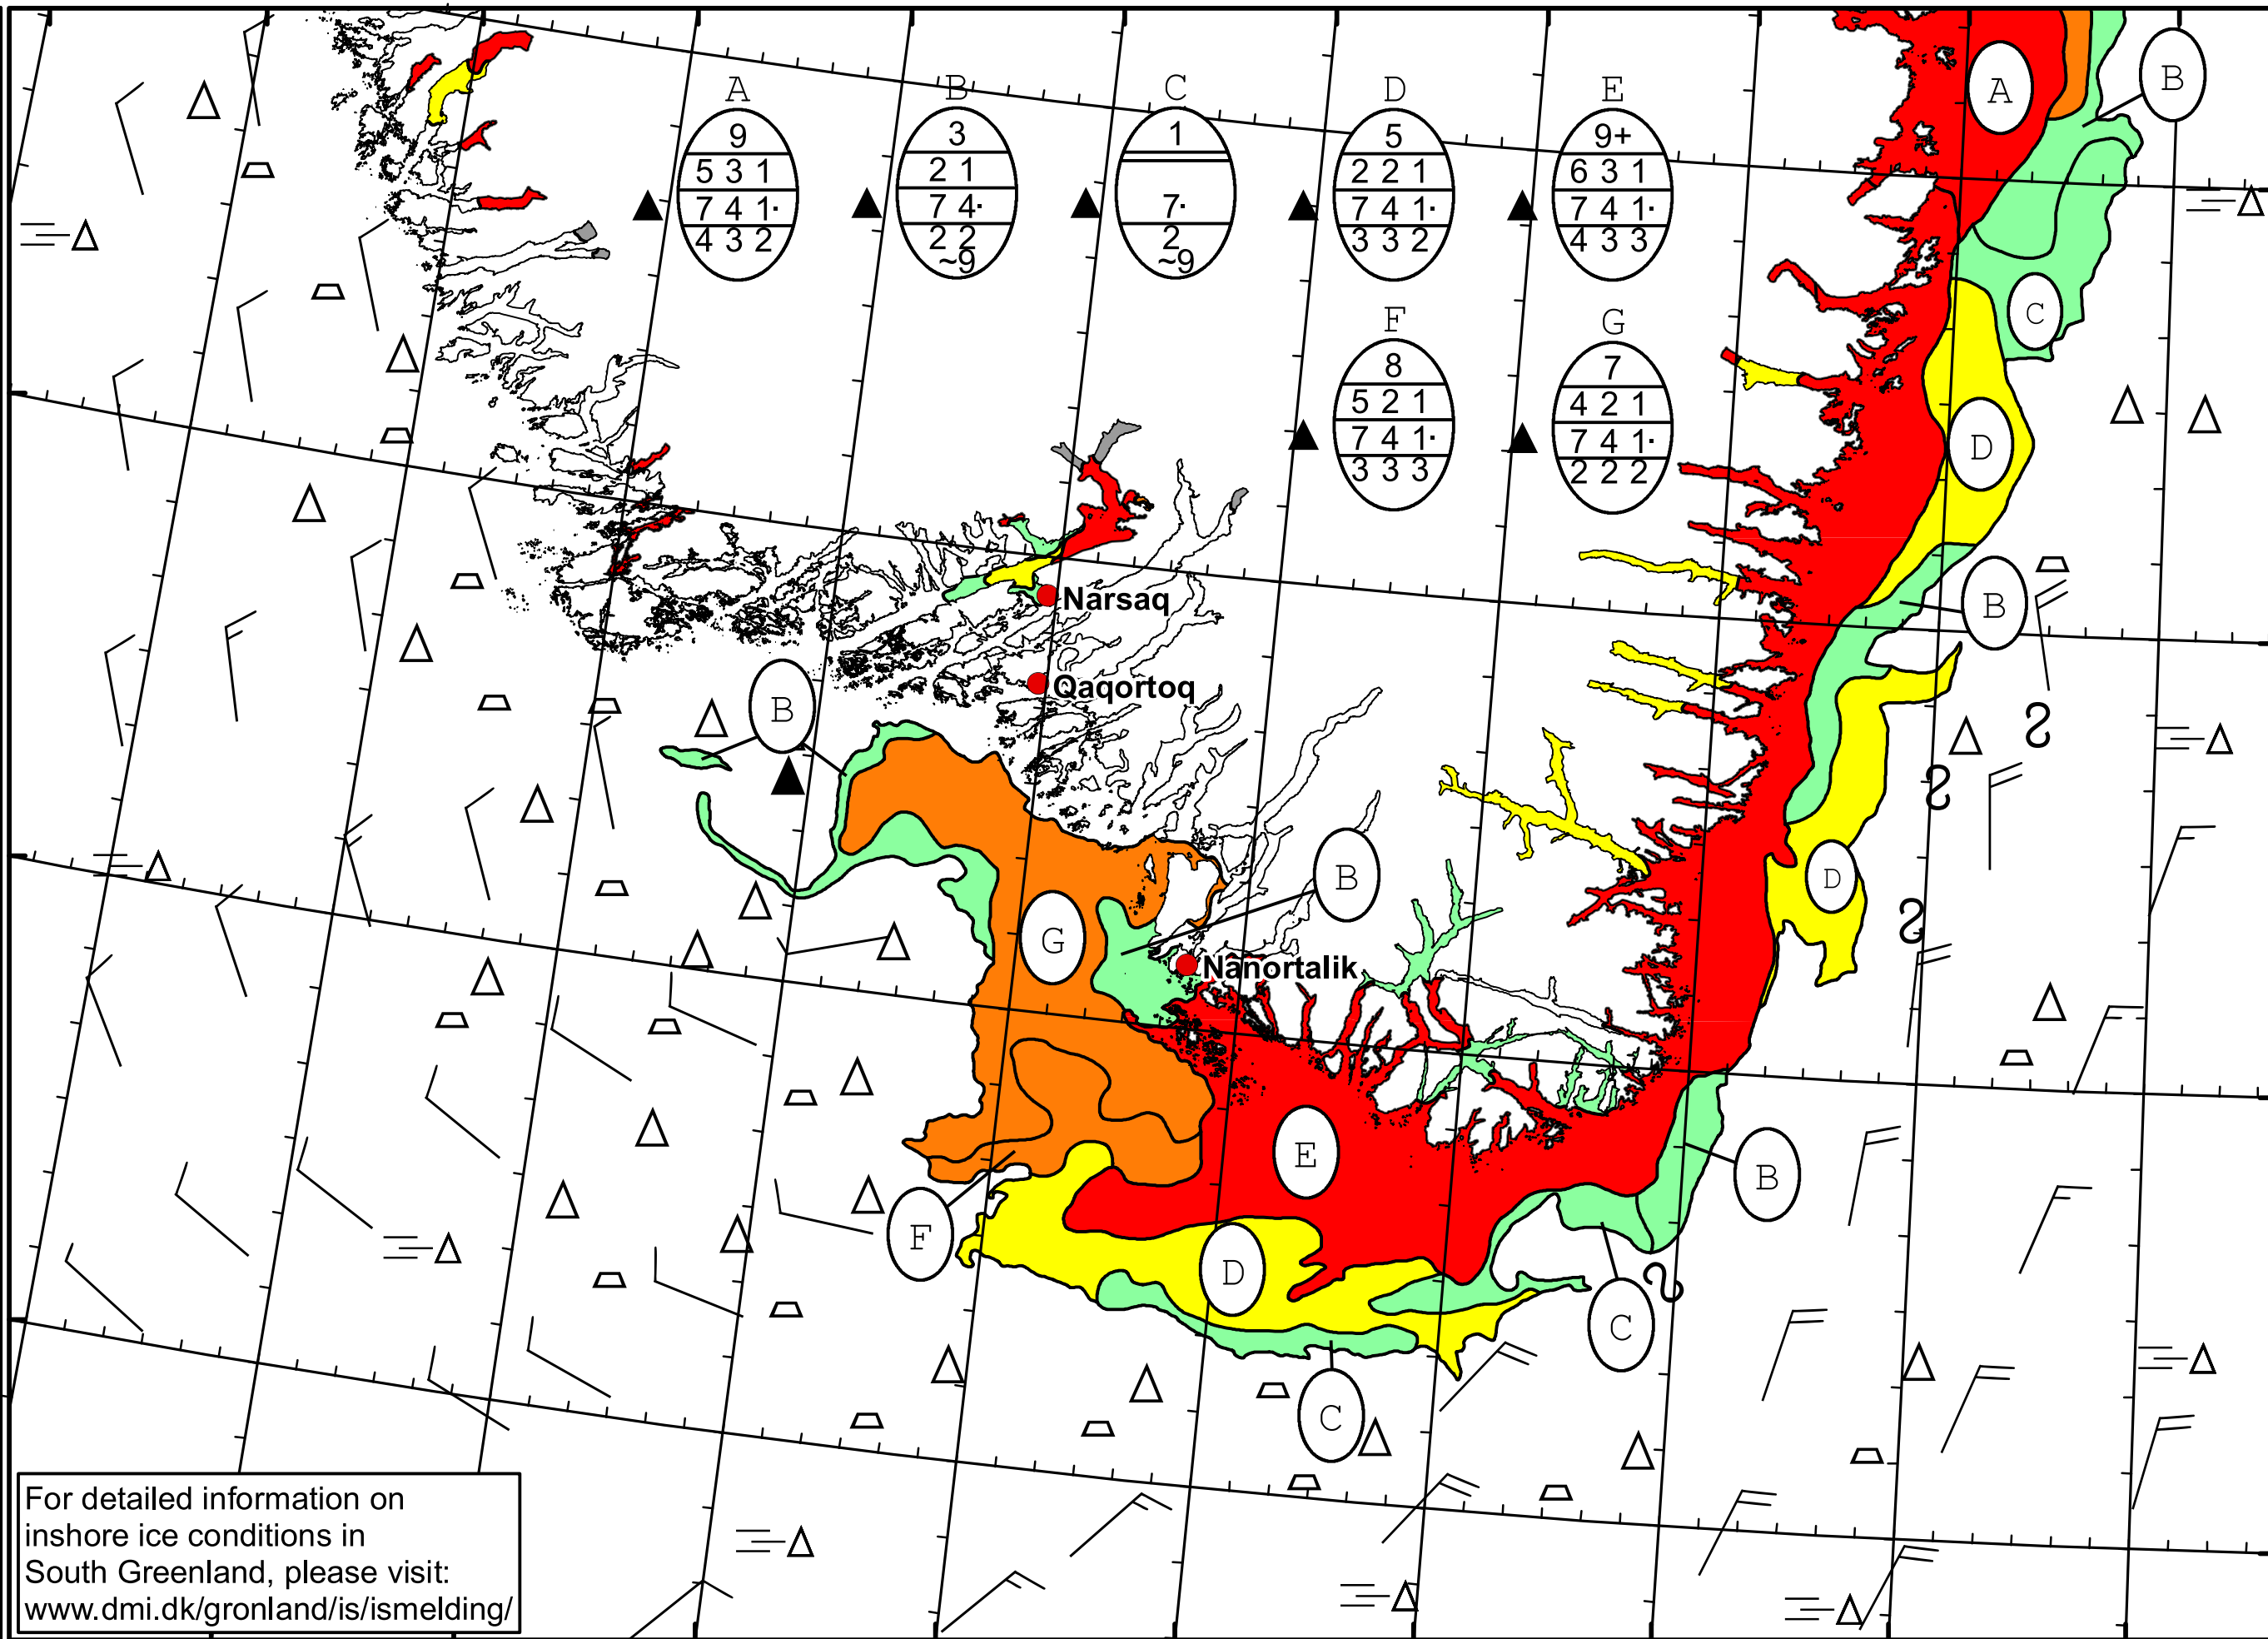 A B C D E
9
5 3 1
7 4 1·
4 3 2
3
2 1
7 4·
2 2
~9
1
7·
2
~9
5
2 2 1
7 4 1·
3 3 2
9+
6 3 1
7 4 1·
4 3 3
F G
8
5 2 1
7 4 1·
3 3 3
7
4 2 1
7 4 1·
2 2 2
A
B
C
D
B
Narsaq
Qaqortoq
B
B
D
G
Nanortalik
E
B
F
D
C
C
For detailed information on
inshore ice conditions in
South Greenland, please visit:
www.dmi.dk/gronland/is/ismelding/